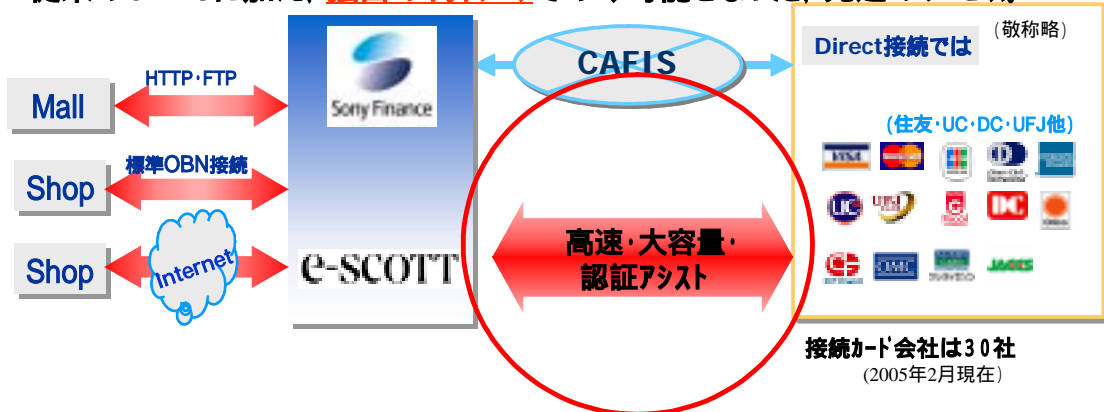 (敬称略)
Direct接続では
CAFIS
HTTP・FTP
Mall
Sony Finance
(住友・UC・DC・UFJ他)
VISA
標準OBN接続
Shop
UC
DC
高速・大容量・
認証アシスト
Shop
Internet
e-SCOTT
OMC
JACCS
接続カード会社は30社
(2005年2月現在)